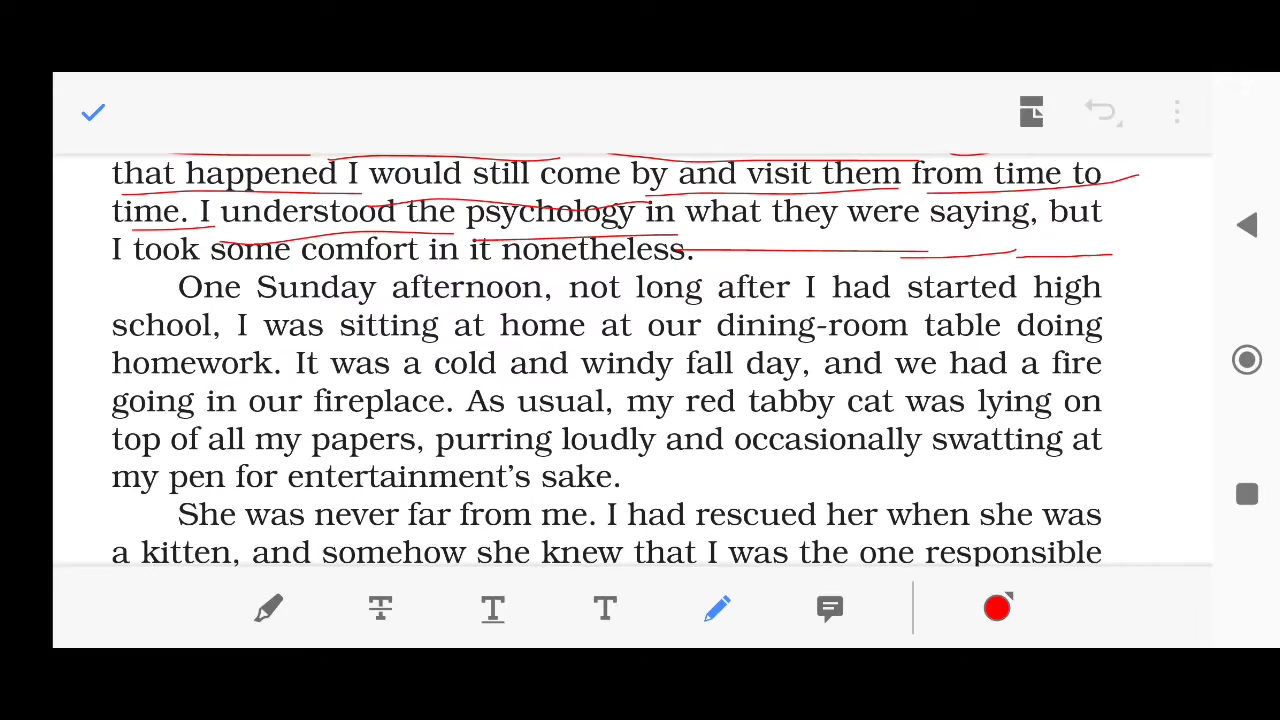 that happened I would still come by and visit them from time to
time. I understood the psychology in what they were saying, but
I took some comfort in it nonetheless.
One Sunday afternoon, not long after I had started high
school, I was sitting at home at our dining-room table doing
homework. It was a cold and windy fall day, and we had a fire
going in our fireplace. As usual, my red tabby cat was lying on
top of all my papers, purring loudly and occasionally swatting at
my pen for entertainment's sake.
She was never far from me. I had rescued her when she was
a kitten, and somehow she knew that I was the one responsible